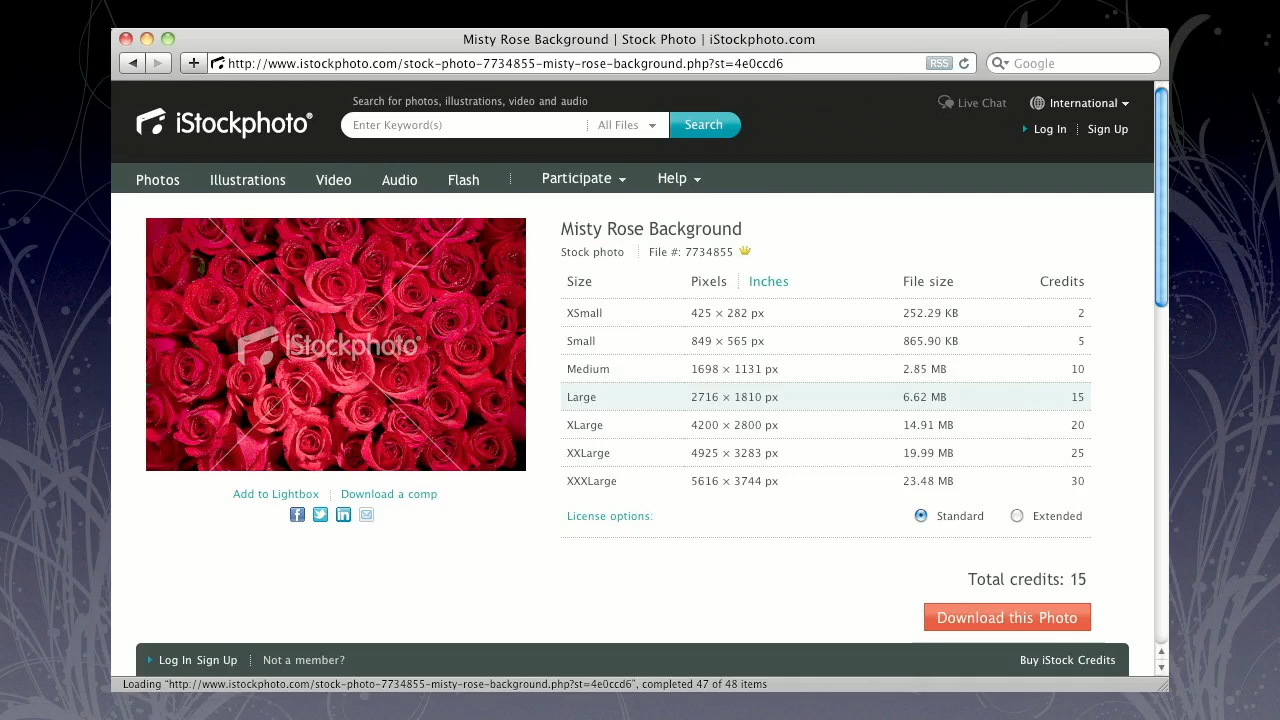 Misty Rose Background | Stock Photo | iStockphoto.com
http://www.istockphoto.com/stock-photo-7734855-misty-rose-background.php?st=4e0ccd6 RSS Google
Search for photos, illustrations, video and audio
Live Chat International
iStockphoto®
Enter Keyword(s) All Files Search
Log In Sign Up
Photos Illustrations Video Audio Flash Participate Help
Misty Rose Background
Stock photo File #: 7734855
Size Pixels Inches File size Credits
XSmall 425 × 282 px 252.29 KB 2
Small 849 × 565 px 865.90 KB 5
iStockphoto®
Medium 1698 × 1131 px 2.85 MB 10
Large 2716 × 1810 px 6.62 MB 15
XLarge 4200 × 2800 px 14.91 MB 20
XXLarge 4925 × 3283 px 19.99 MB 25
XXXLarge 5616 × 3744 px 23.48 MB 30
Add to Lightbox Download a comp
License options: Standard Extended
Total credits: 15
Download this Photo
Log In Sign Up Not a member? Buy iStock Credits
Loading "http://www.istockphoto.com/stock-photo-7734855-misty-rose-background.php?st=4e0ccd6", completed 47 of 48 items